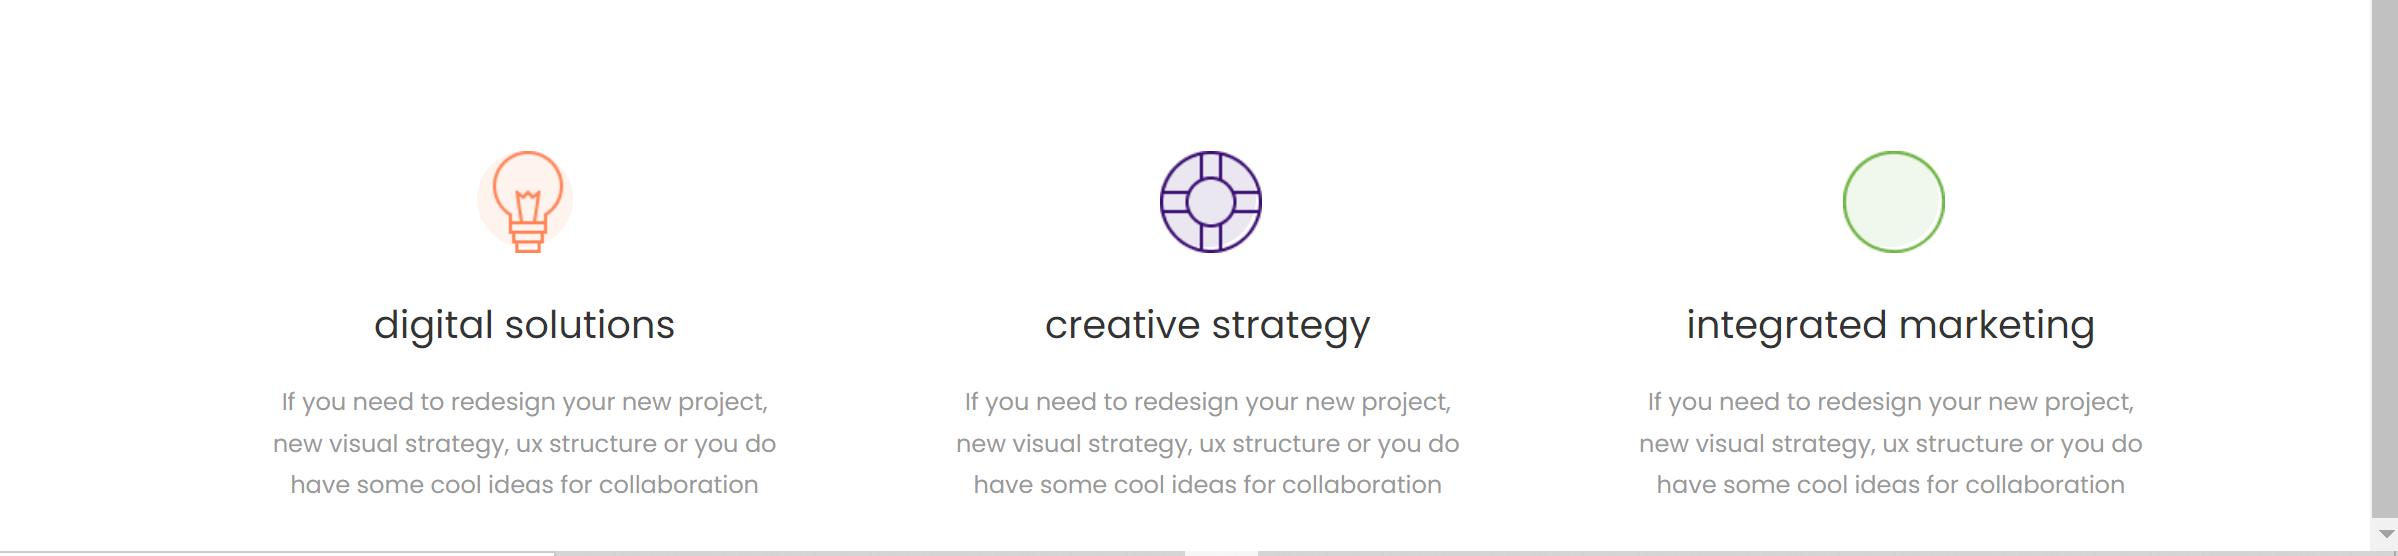 digital solutions
If you need to redesign your new project,
new visual strategy, ux structure or you do
have some cool ideas for collaboration
creative strategy
If you need to redesign your new project,
new visual strategy, ux structure or you do
have some cool ideas for collaboration
integrated marketing
If you need to redesign your new project,
new visual strategy, ux structure or you do
have some cool ideas for collaboration